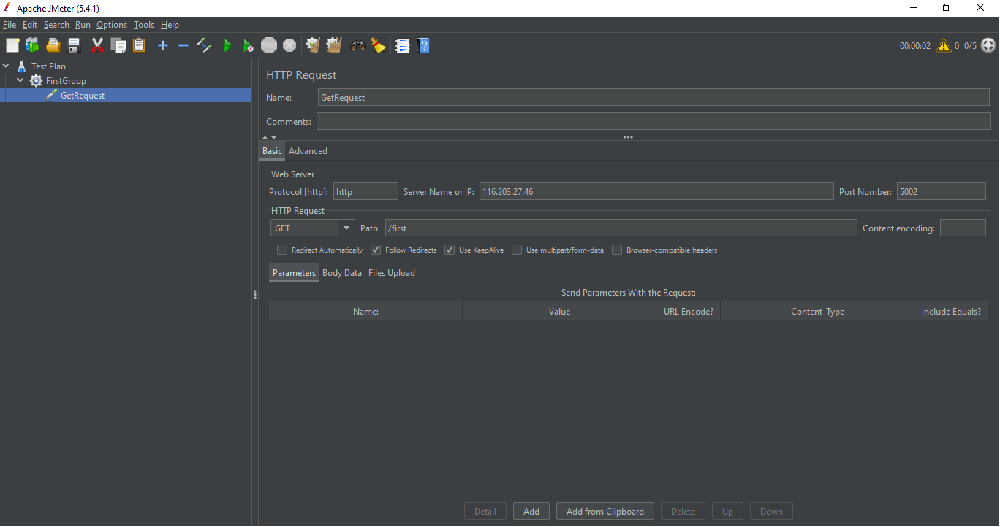 Apache JMeter (5.4.1)
File Edit Search Run Options Tools Help
STOP
00:00:02 0 0/5
Test Plan
FirstGroup
GetRequest
HTTP Request
Name: GetRequest
Comments:
Basic Advanced
Web Server
Protocol [http]: http Server Name or IP: 116.203.27.46 Port Number: 5002
HTTP Request
GET Path: /first Content encoding:
Redirect Automatically Follow Redirects Use KeepAlive Use multipart/form-data Browser-compatible headers
Parameters Body Data Files Upload
Send Parameters With the Request:
Name: Value URL Encode? Content-Type Include Equals?
Detail Add Add from Clipboard Delete Up Down